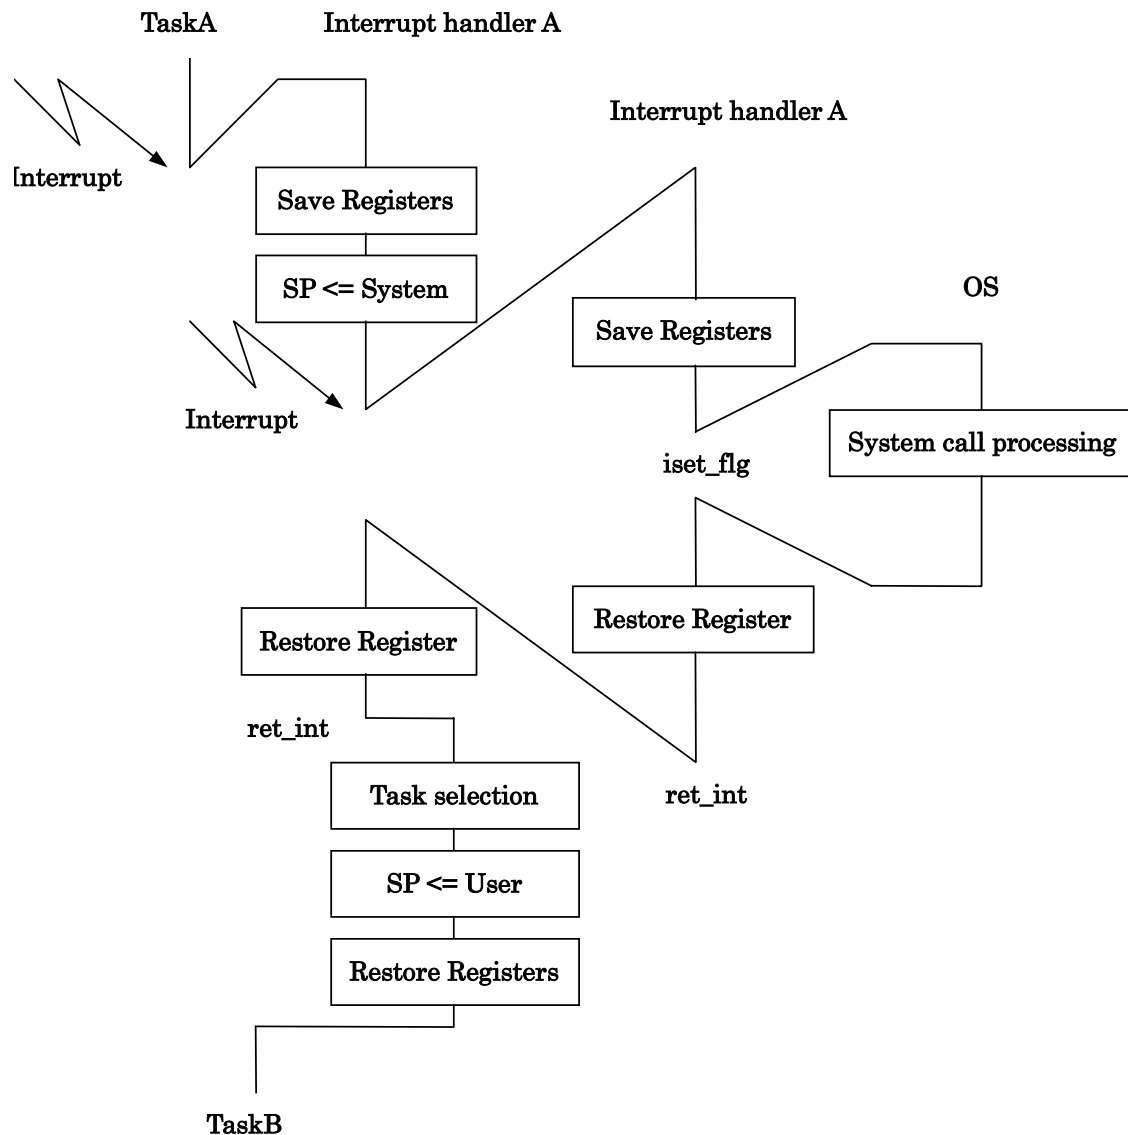 TaskA
Interrupt handler A
Interrupt handler A
Interrupt
Save Registers
SP <= System
OS
Save Registers
Interrupt
System call processing
iset_flg
Restore Register
Restore Register
ret_int
Task selection
ret_int
SP <= User
Restore Registers
TaskB